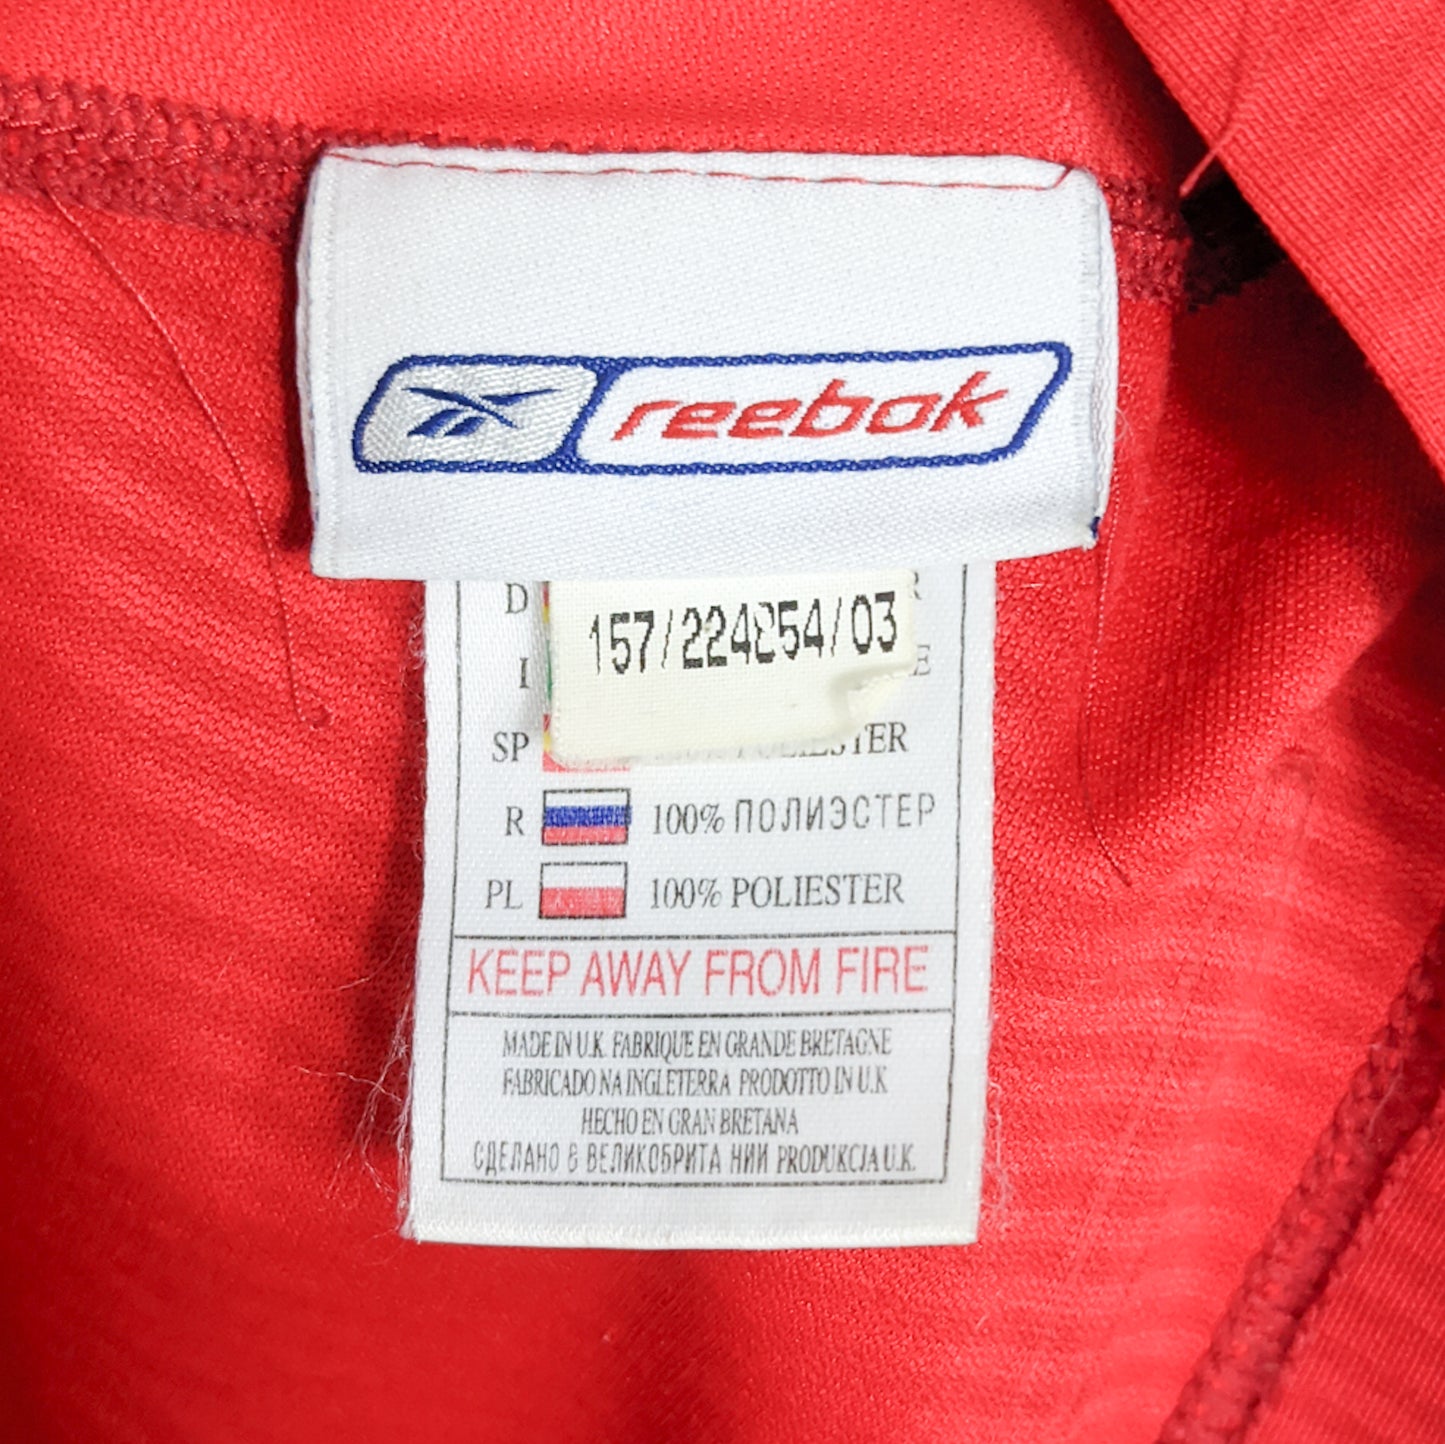 reebok
D
157/224854/03
I
SP POLIESTER
R 100% ПОЛИЭСТЕР
PL 100% POLIESTER
KEEP AWAY FROM FIRE
MADE IN U.K. FABRIQUE EN GRANDE BRETAGNE
FABRICADO NA INGLETERRA PRODOTTO IN U.K
HECHO EN GRAN BRETANA
СДЕЛАНО В ВЕЛИКОБРИТА НИИ PRODUKCJA U.K.